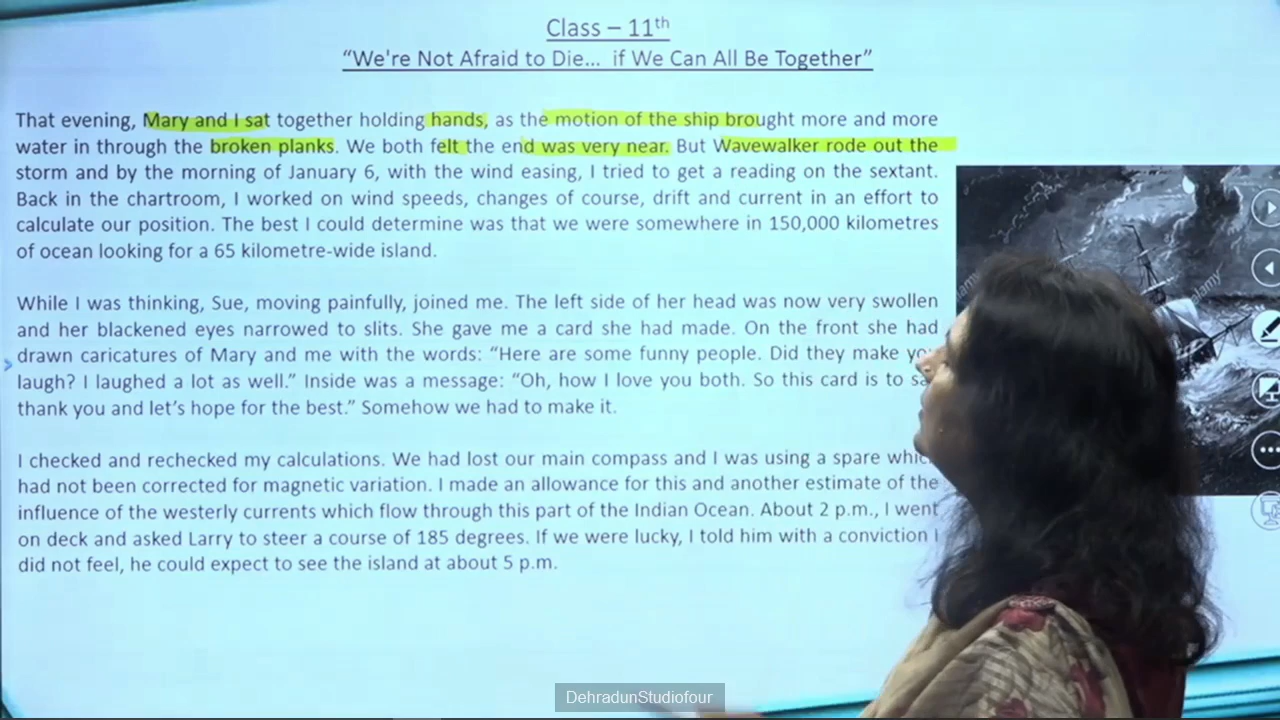 Class – 11th
“We're Not Afraid to Die... if We Can All Be Together”
That evening, Mary and I sat together holding hands, as the motion of the ship brought more and more
water in through the broken planks. We both felt the end was very near. But Wavewalker rode out the
storm and by the morning of January 6, with the wind easing, I tried to get a reading on the sextant.
Back in the chartroom, I worked on wind speeds, changes of course, drift and current in an effort to
calculate our position. The best I could determine was that we were somewhere in 150,000 kilometres
of ocean looking for a 65 kilometre-wide island.
While I was thinking, Sue, moving painfully, joined me. The left side of her head was now very swollen
and her blackened eyes narrowed to slits. She gave me a card she had made. On the front she had
drawn caricatures of Mary and me with the words: “Here are some funny people. Did they make
laugh? I laughed a lot as well.” Inside was a message: “Oh, how I love you both. So this card is to
thank you and let’s hope for the best.” Somehow we had to make it.
I checked and rechecked my calculations. We had lost our main compass and I was using a spare
had not been corrected for magnetic variation. I made an allowance for this and another estimate of the
influence of the westerly currents which flow through this part of the Indian Ocean. About 2 p.m., I went
on deck and asked Larry to steer a course of 185 degrees. If we were lucky, I told him with a conviction I
did not feel, he could expect to see the island at about 5 p.m.
alamy
DehradunStudiofour